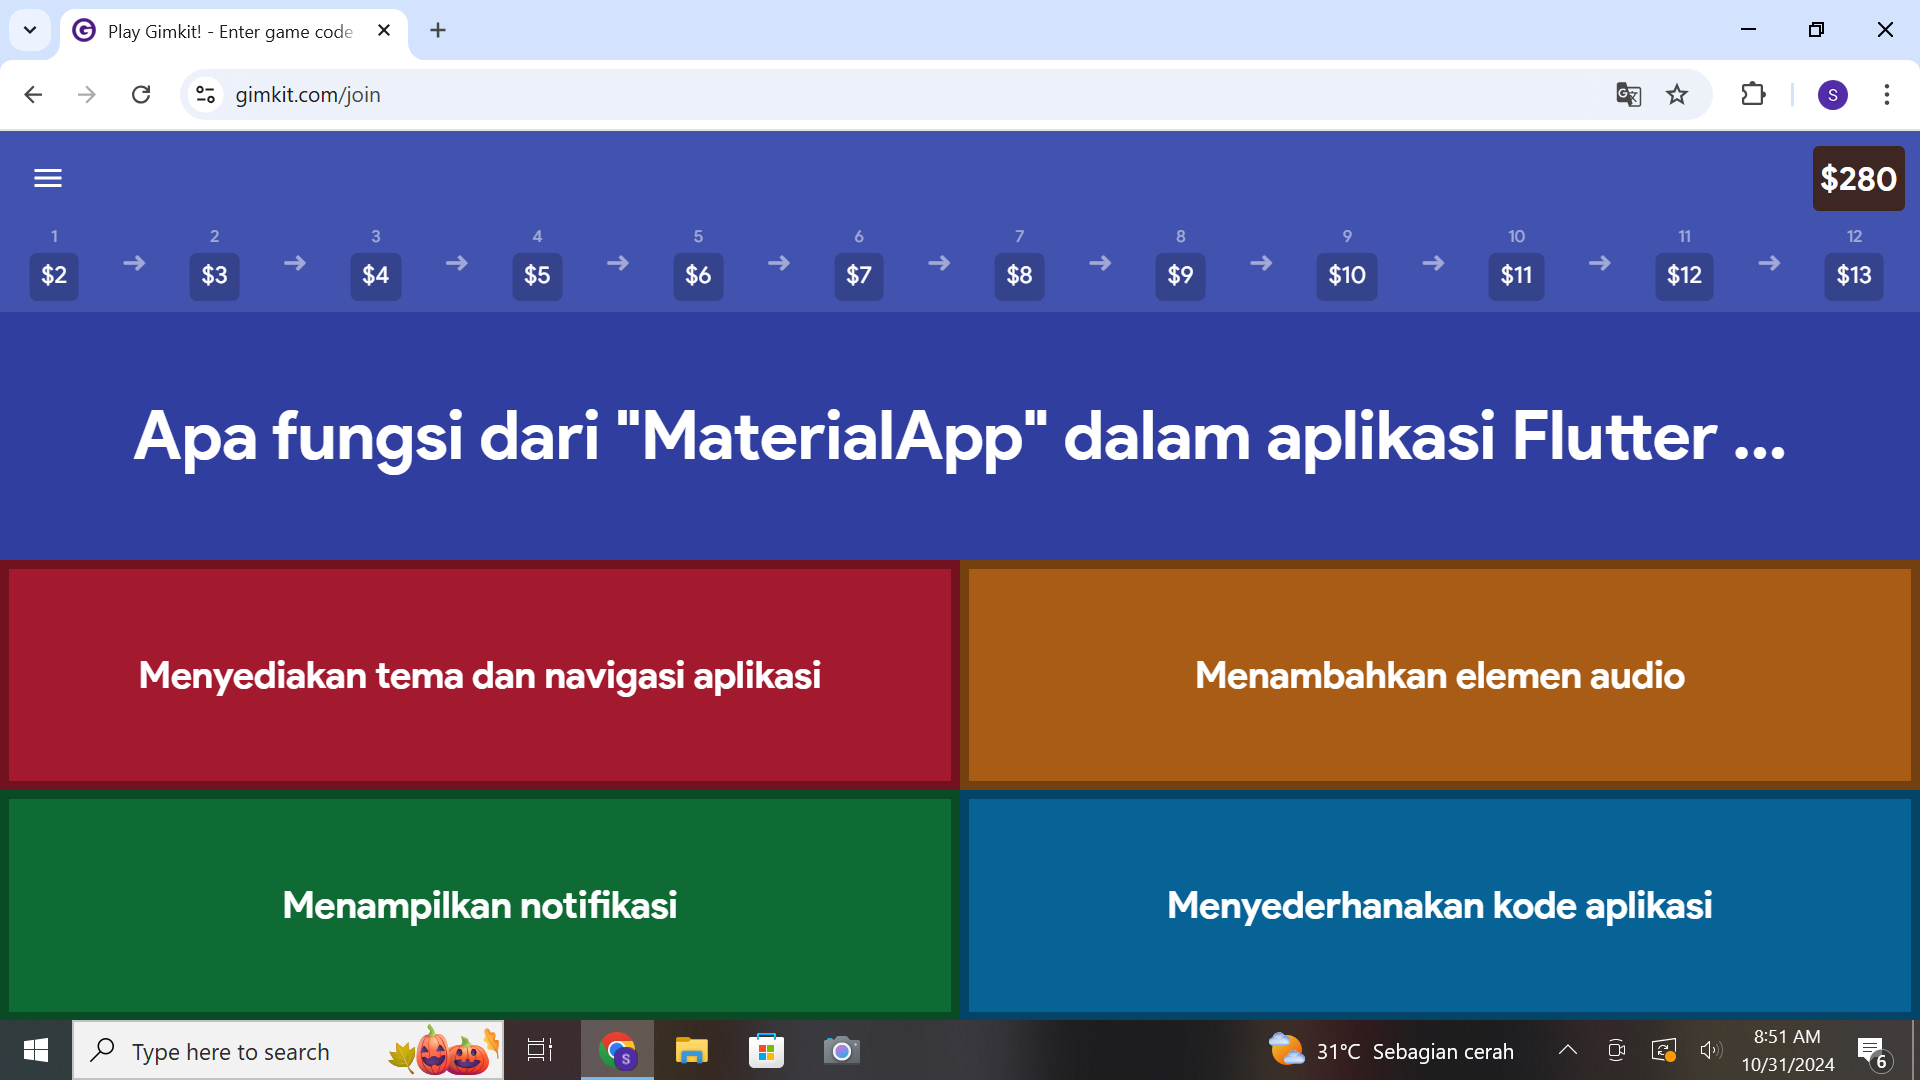 Play Gimkit! - Enter game code
gimkit.com/join
S
$280
1 2 3 4 5 6 7 8 9 10 11 12
$2 $3 $4 $5 $6 $7 $8 $9 $10 $11 $12 $13
Apa fungsi dari "MaterialApp" dalam aplikasi Flutter ...
Menyediakan tema dan navigasi aplikasi
Menambahkan elemen audio
Menampilkan notifikasi
Menyederhanakan kode aplikasi
Type here to search
S
31°C Sebagian cerah
8:51 AM
10/31/2024
6